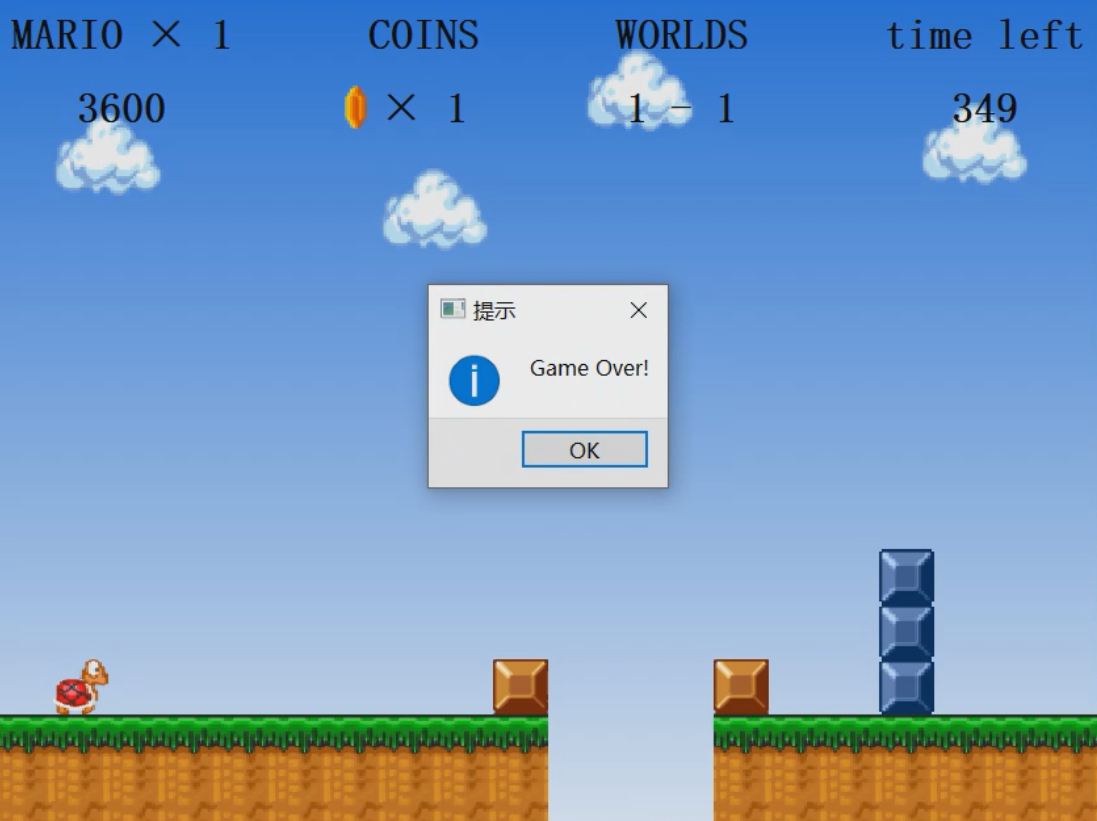 MARIO × 1 COINS WORLDS time left
3600 × 1 1 - 1 349
提示
Game Over!
OK